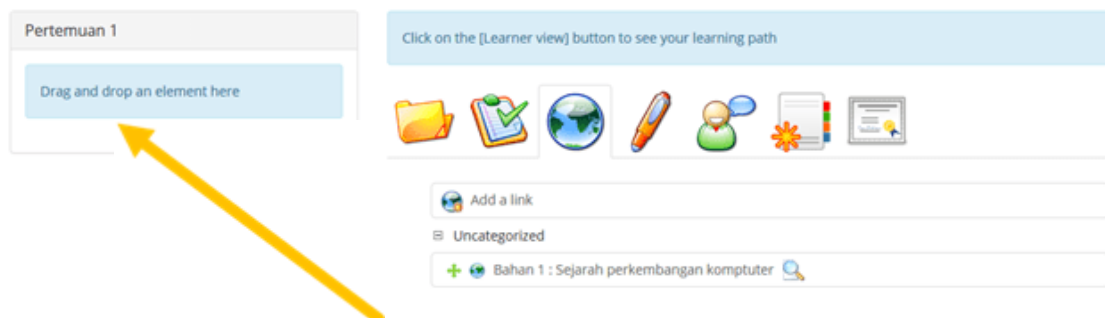 Pertemuan 1
Drag and drop an element here
Click on the [Learner view] button to see your learning path
Add a link
Uncategorized
Bahan 1 : Sejarah perkembangan komptuter